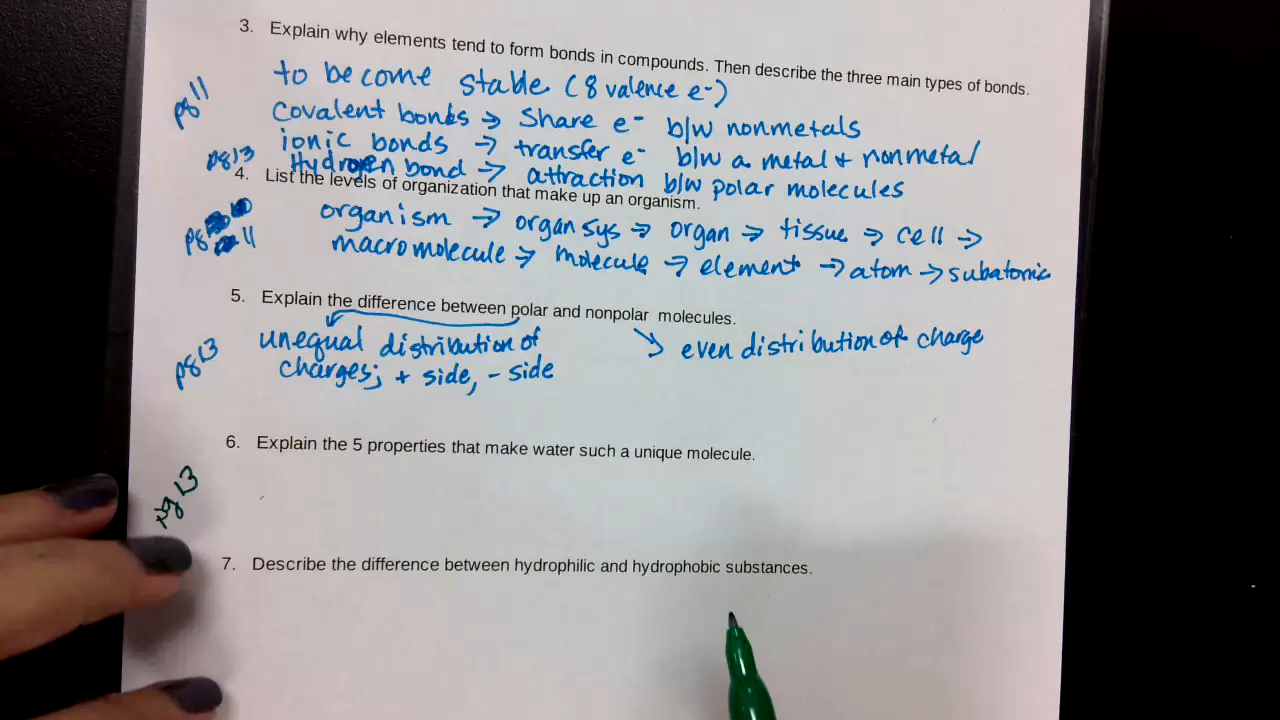 3. Explain why elements tend to form bonds in compounds. Then describe the three main types of bonds.
to become stable (8 valence e-)
pg 11
covalent bonds → share e- b/w nonmetals
ionic bonds → transfer e- b/w a metal + nonmetal
pg 13
Hydrogen bond → attraction b/w polar molecules
4. List the levels of organization that make up an organism.
organism → organ sys → organ → tissue → cell →
pg 11
macromolecule → molecule → element → atom → subatomic
5. Explain the difference between polar and nonpolar molecules.
unequal distribution of
even distribution of charge
pg 13
charges; + side, - side
6. Explain the 5 properties that make water such a unique molecule.
pg 13
7. Describe the difference between hydrophilic and hydrophobic substances.